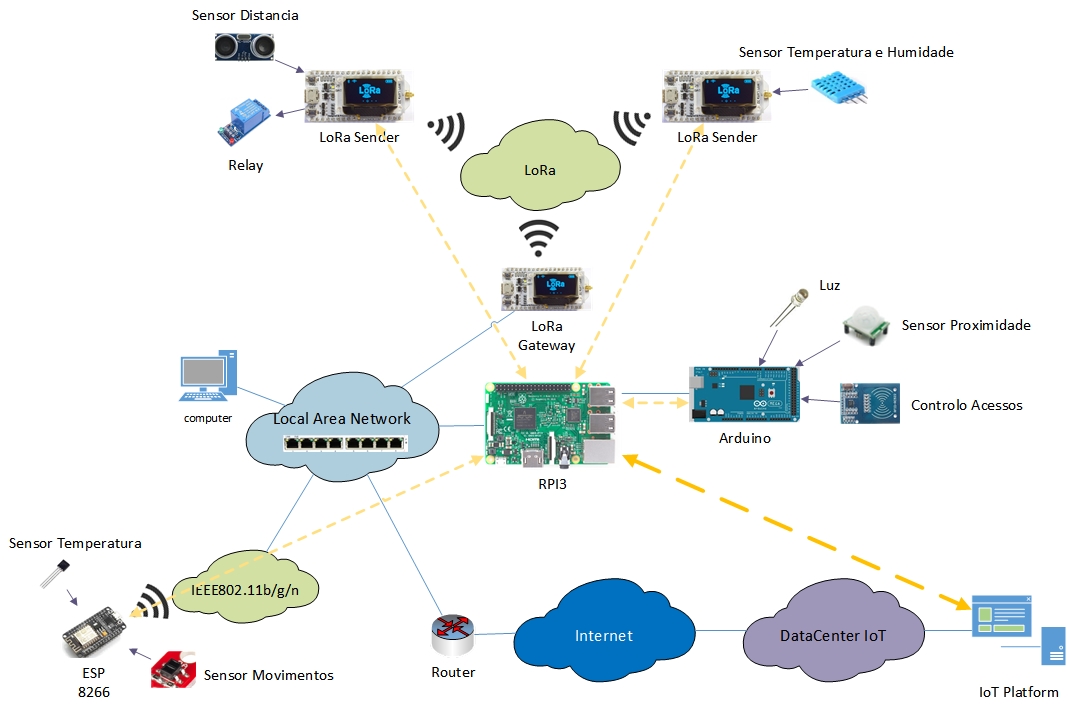 Sensor Distancia
Sensor Temperatura e Humidade
LoRa
LoRa
LoRa Sender
LoRa Sender
Relay
LoRa
LoRa
LoRa
Gateway
Luz
Sensor Proximidade
computer
Local Area Network
Controlo Acessos
Arduino
RPI3
Sensor Temperatura
IEEE802.11b/g/n
Internet
DataCenter IoT
Router
ESP
8266
Sensor Movimentos
IoT Platform